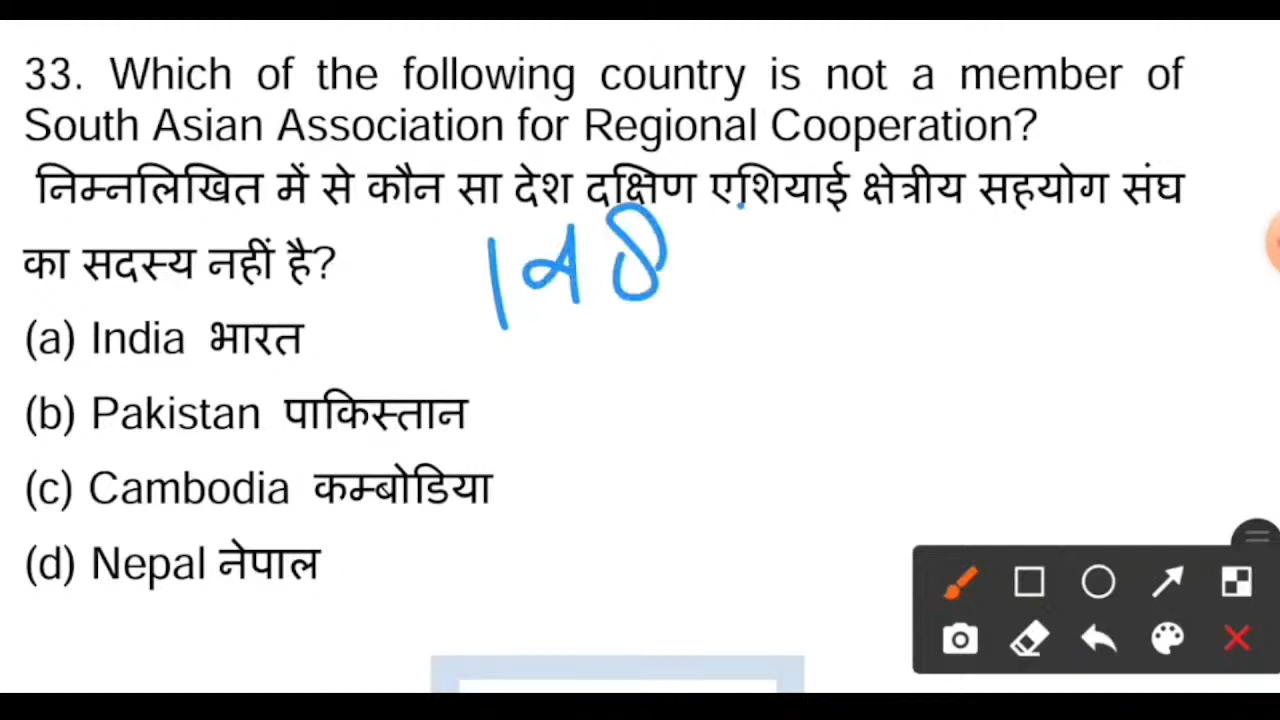 33. Which of the following country is not a member of
South Asian Association for Regional Cooperation?
निम्नलिखित में से कौन सा देश दक्षिण एशियाई क्षेत्रीय सहयोग संघ
का सदस्य नहीं है?
148
(a) India भारत
(b) Pakistan पाकिस्तान
(c) Cambodia कम्बोडिया
(d) Nepal नेपाल